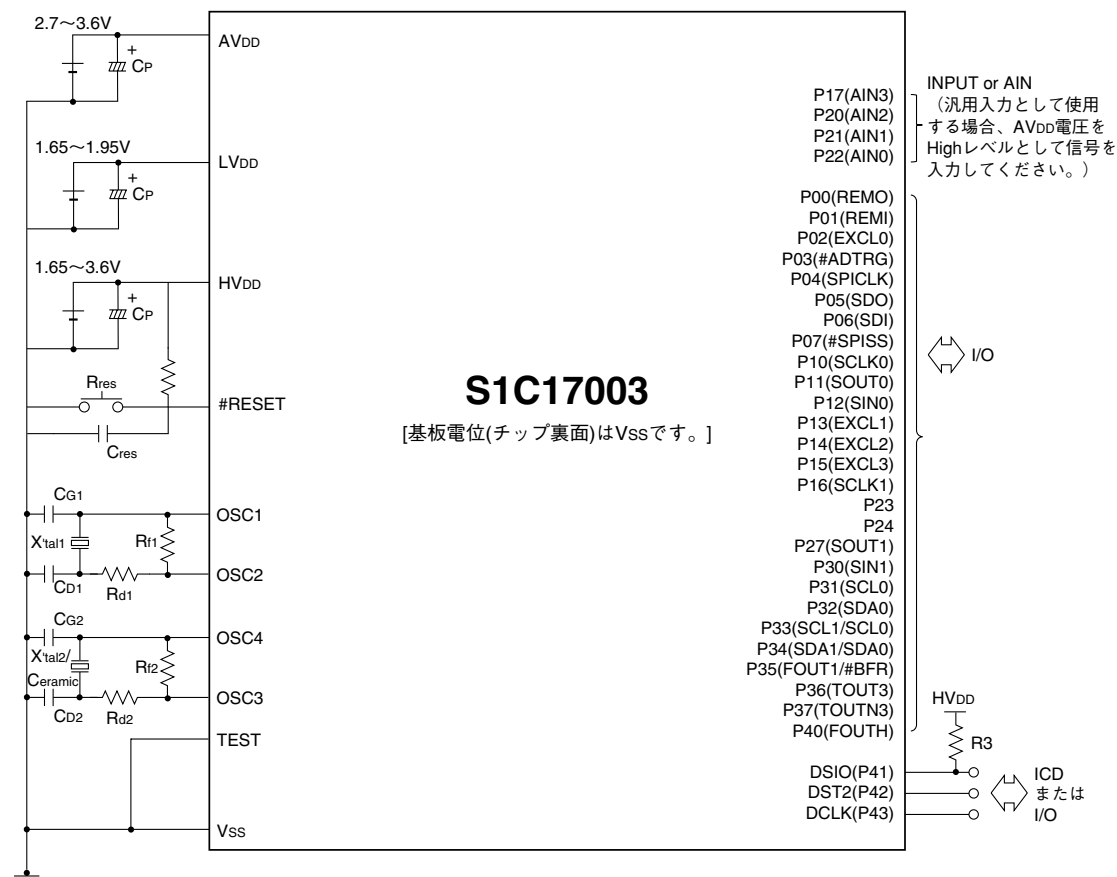 2.7～3.6V
AVDD
+
CP
1.65～1.95V
LVDD
+
CP
1.65～3.6V
HVDD
+
CP
Rres
#RESET
Cres
CG1
OSC1
X'tal1
Rf1
OSC2
CD1
Rd1
CG2
OSC4
X'tal2/
Ceramic
Rf2
OSC3
CD2
Rd2
TEST
VSS
S1C17003
[基板電位(チップ裏面)はVSSです。]
P17(AIN3)
P20(AIN2)
P21(AIN1)
P22(AIN0)
INPUT or AIN
（汎用入力として使用
する場合、AVDD電圧を
Highレベルとして信号を
入力してください。）
P00(REMO)
P01(REMI)
P02(EXCL0)
P03(#ADTRG)
P04(SPICLK)
P05(SDO)
P06(SDI)
P07(#SPISS)
P10(SCLK0)
P11(SOUT0)
P12(SIN0)
P13(EXCL1)
P14(EXCL2)
P15(EXCL3)
P16(SCLK1)
P23
P24
P27(SOUT1)
P30(SIN1)
P31(SCL0)
P32(SDA0)
P33(SCL1/SCL0)
P34(SDA1/SDA0)
P35(FOUT1/#BFR)
P36(TOUT3)
P37(TOUTN3)
P40(FOUTH)
I/O
HVDD
R3
DSIO(P41)
DST2(P42)
DCLK(P43)
ICD
または
I/O